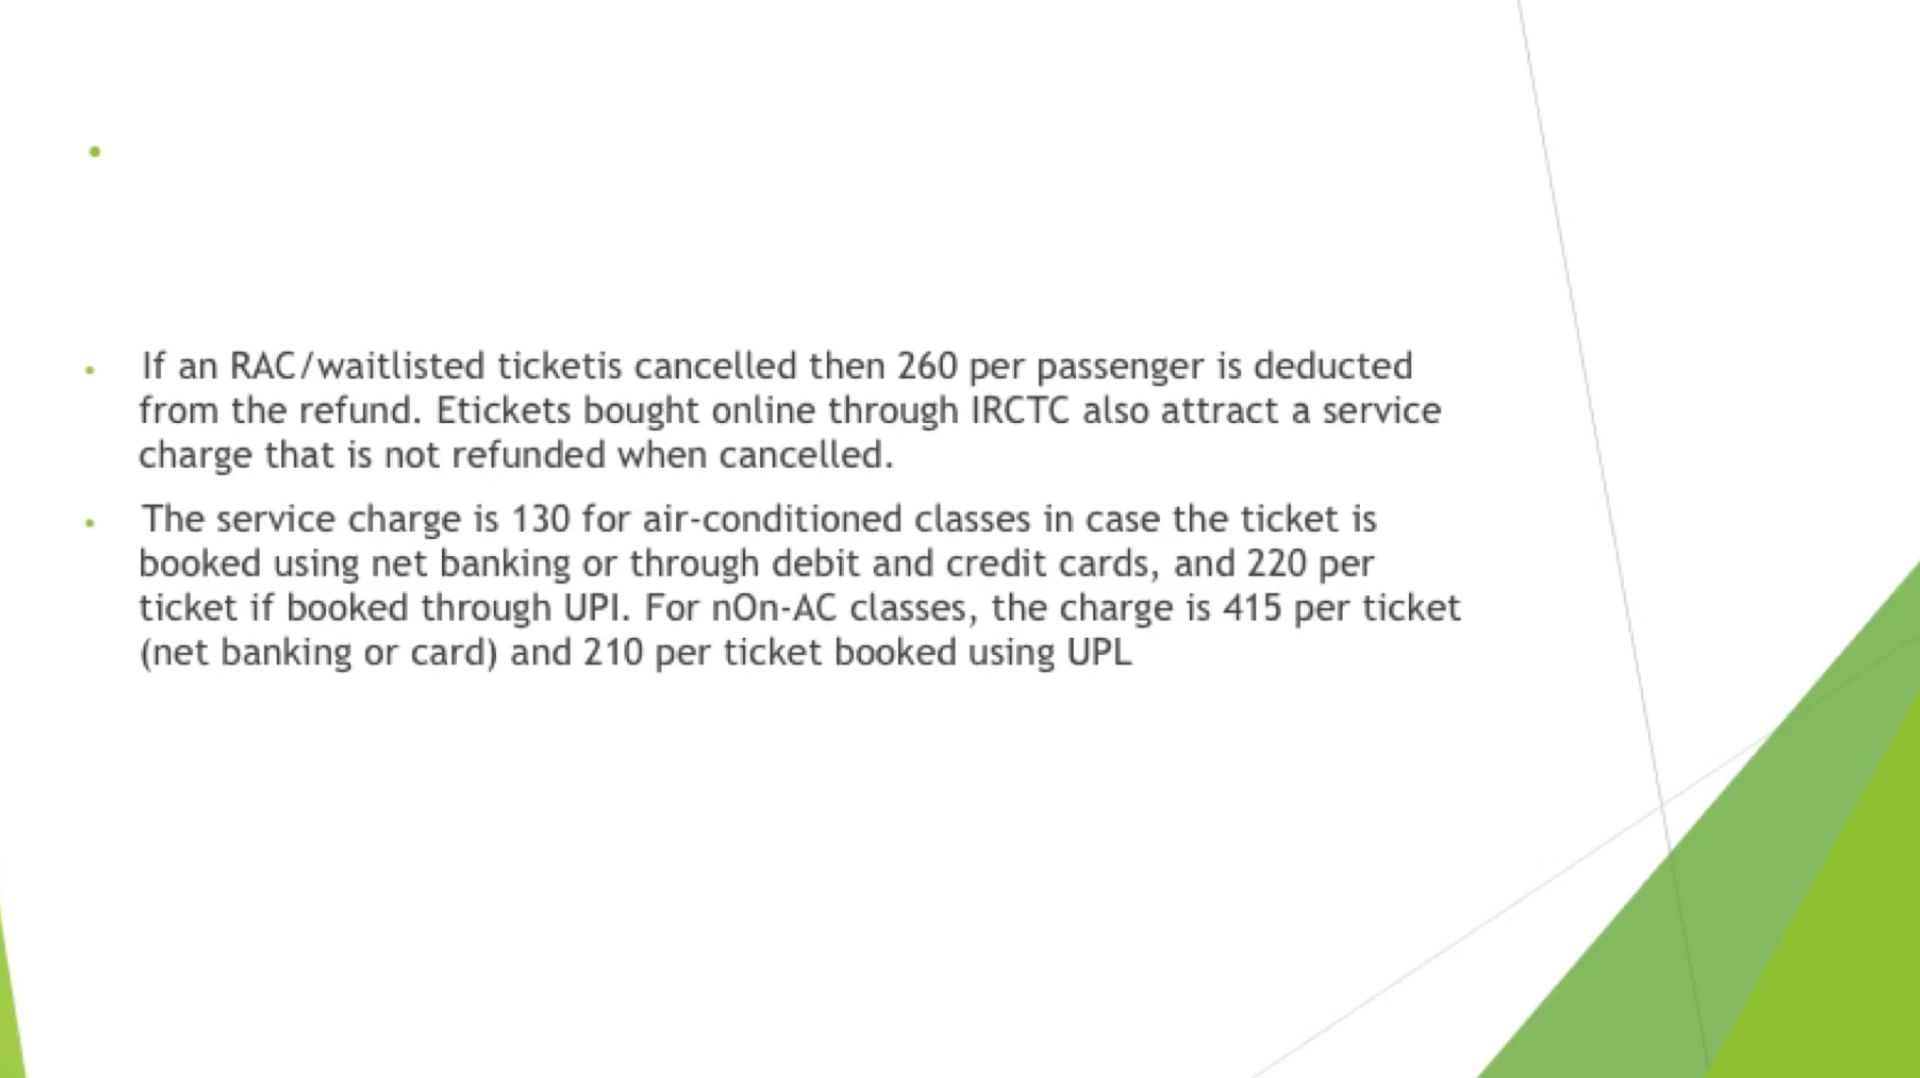 If an RAC/waitlisted ticketis cancelled then 260 per passenger is deducted
from the refund. Etickets bought online through IRCTC also attract a service
charge that is not refunded when cancelled.
The service charge is 130 for air-conditioned classes in case the ticket is
booked using net banking or through debit and credit cards, and 220 per
ticket if booked through UPI. For nOn-AC classes, the charge is 415 per ticket
(net banking or card) and 210 per ticket booked using UPL